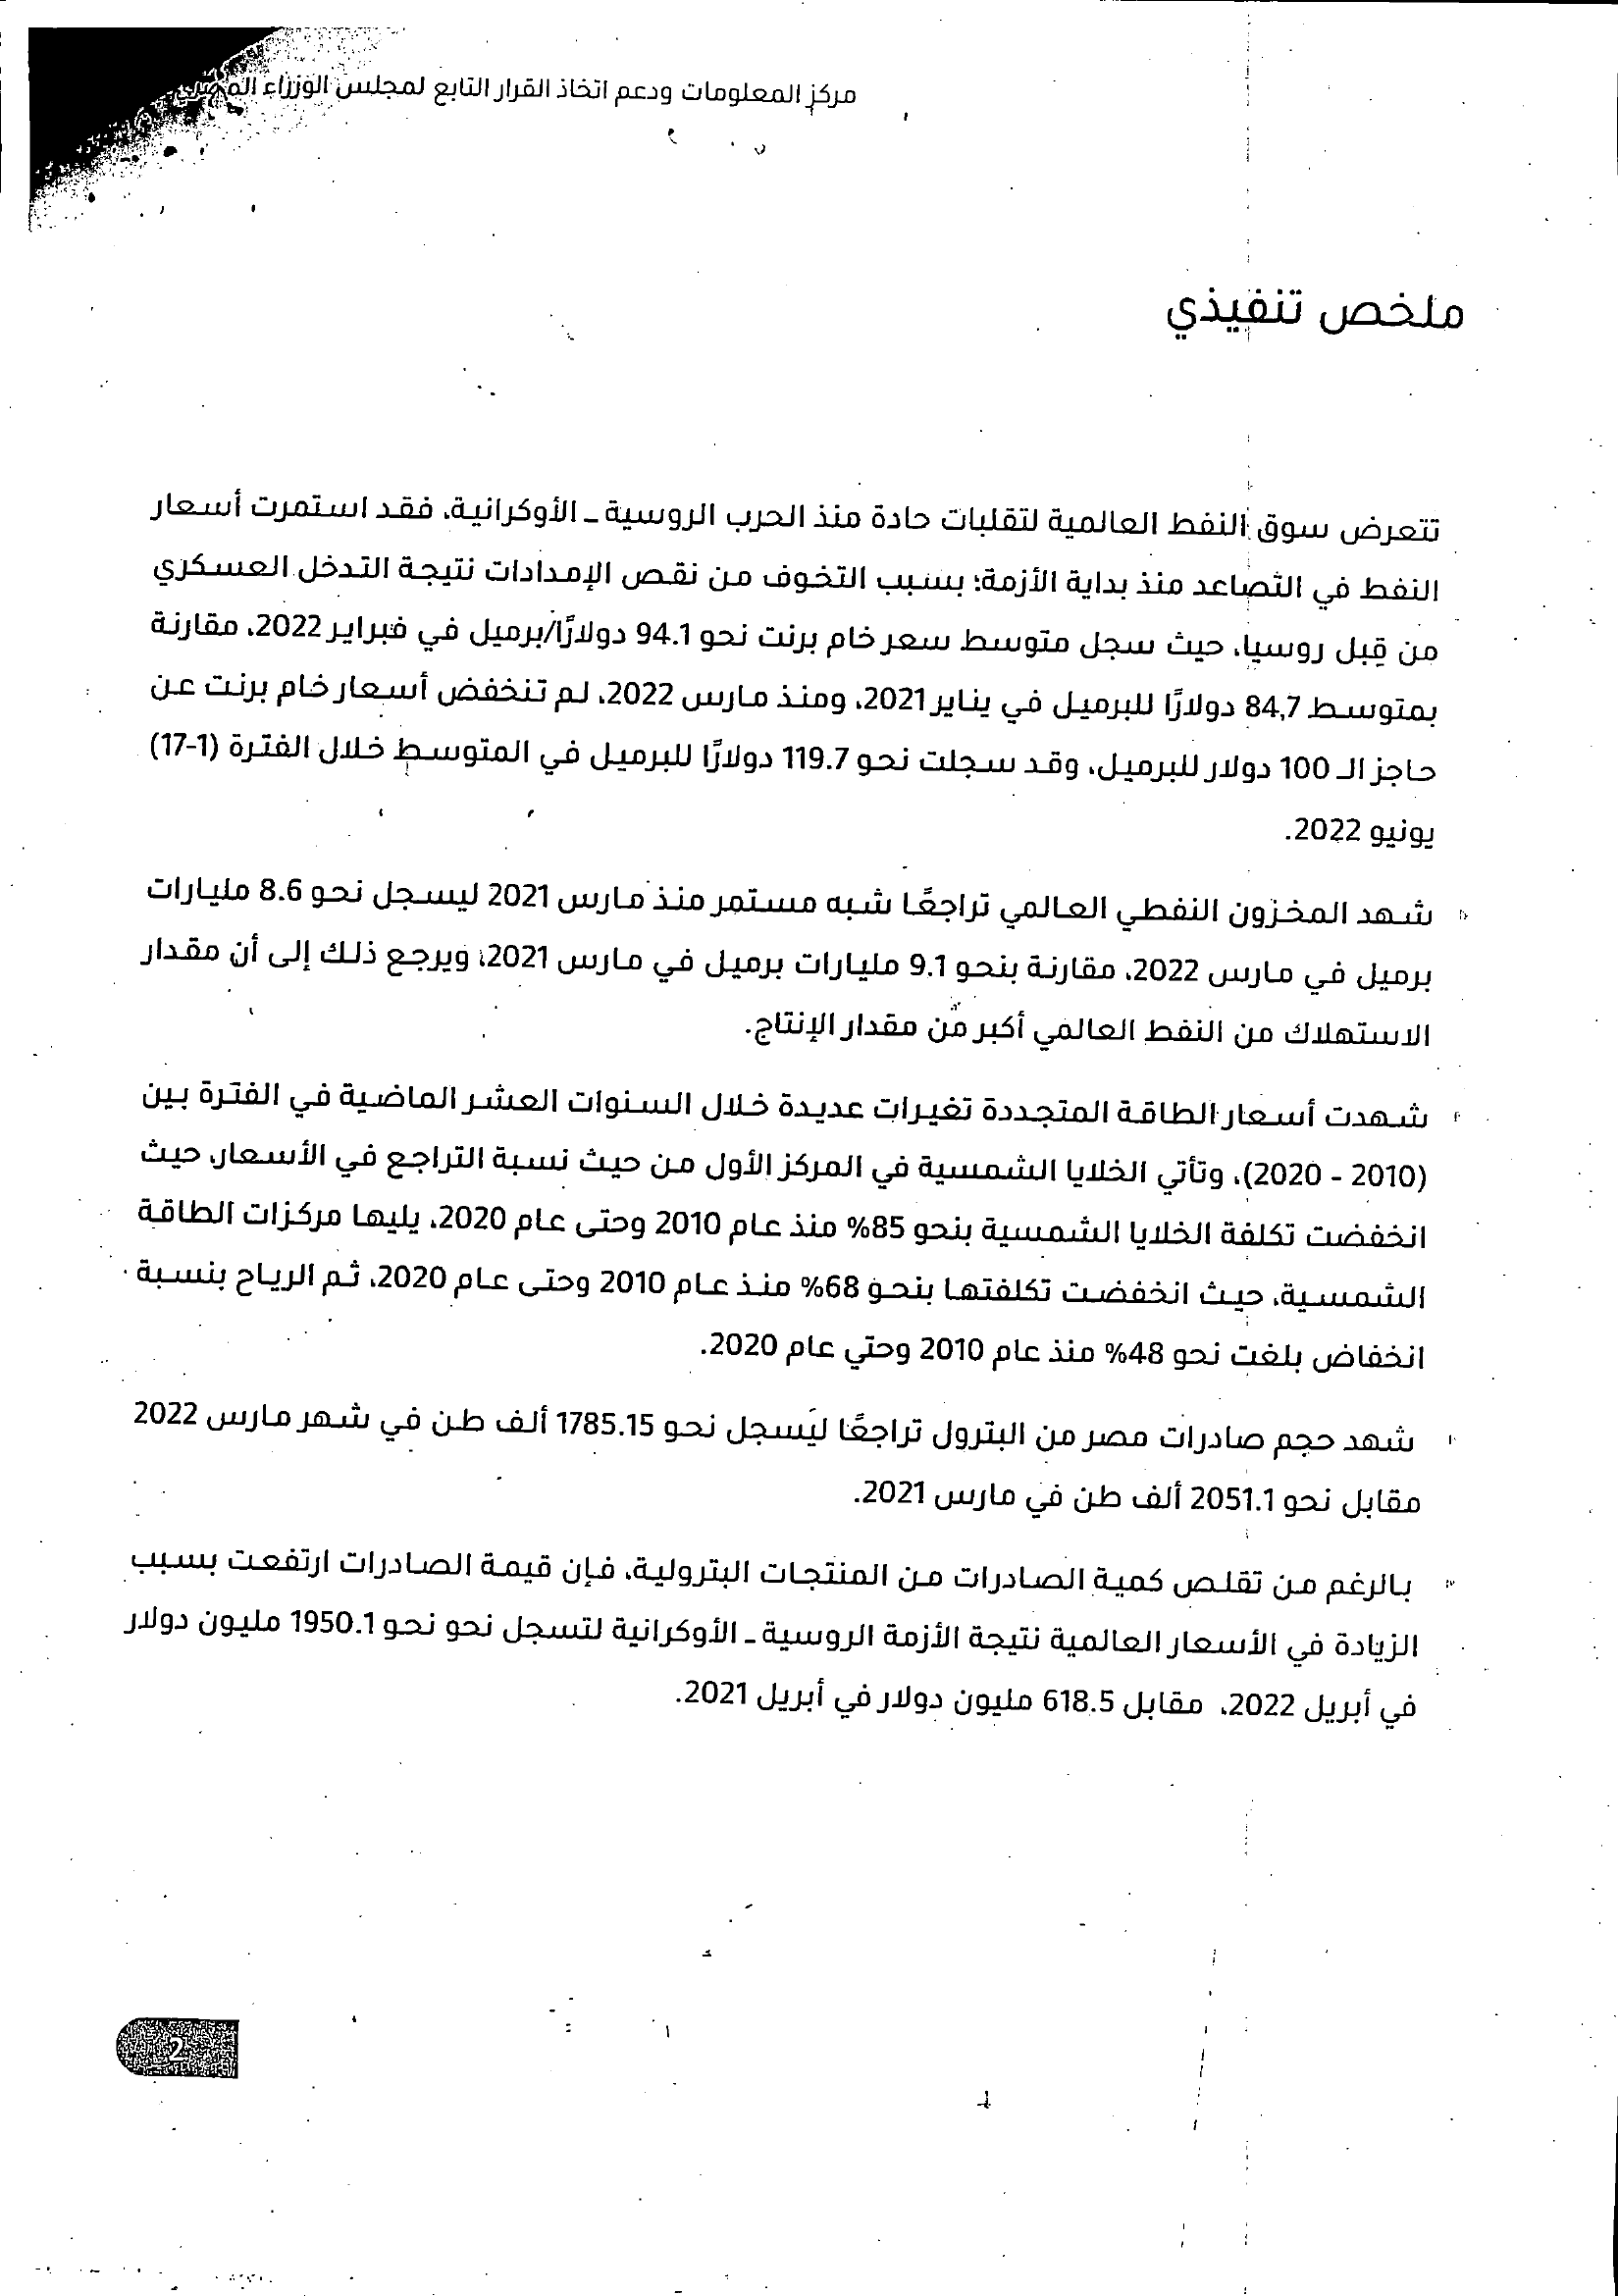 مركز المعلومات ودعم اتخاذ القرار التابع لمجلس الوزراء المصري
ملخص تنفيذي
تتعرض سوق النفط العالمية لتقلبات حادة منذ الحرب الروسية ـ الأوكرانية، فقد استمرت أسعار
النفط في التصاعد منذ بداية الأزمة؛ بسبب التخوف من نقص الإمدادات نتيجة التدخل العسكري
من قِبل روسيا، حيث سجل متوسط سعر خام برنت نحو 94.1 دولارًا/برميل في فبراير 2022، مقارنة
بمتوسط 84,7 دولارًا للبرميل في يناير 2021، ومنذ مارس 2022، لم تنخفض أسعار خام برنت عن
حاجز الـ 100 دولار للبرميل، وقد سجلت نحو 119.7 دولارًا للبرميل في المتوسط خلال الفترة (1-17)
يونيو 2022.
شهد المخزون النفطي العالمي تراجعًا شبه مستمر منذ مارس 2021 ليسجل نحو 8.6 مليارات
برميل في مارس 2022، مقارنة بنحو 9.1 مليارات برميل في مارس 2021؛ ويرجع ذلك إلى أن مقدار
الاستهلاك من النفط العالمي أكبر من مقدار الإنتاج.
شهدت أسعار الطاقة المتجددة تغيرات عديدة خلال السنوات العشر الماضية في الفترة بين
(2010 - 2020)، وتأتي الخلايا الشمسية في المركز الأول من حيث نسبة التراجع في الأسعار، حيث
انخفضت تكلفة الخلايا الشمسية بنحو 85% منذ عام 2010 وحتى عام 2020، يليها مركزات الطاقة
الشمسية، حيث انخفضت تكلفتها بنحو 68% منذ عام 2010 وحتى عام 2020، ثم الرياح بنسبة
انخفاض بلغت نحو 48% منذ عام 2010 وحتي عام 2020.
شهد حجم صادرات مصر من البترول تراجعًا ليسجل نحو 1785.15 ألف طن في شهر مارس 2022
مقابل نحو 2051.1 ألف طن في مارس 2021.
بالرغم من تقلص كمية الصادرات من المنتجات البترولية، فإن قيمة الصادرات ارتفعت بسبب
الزيادة في الأسعار العالمية نتيجة الأزمة الروسية ـ الأوكرانية لتسجل نحو نحو 1950.1 مليون دولار
في أبريل 2022، مقابل 618.5 مليون دولار في أبريل 2021.
2